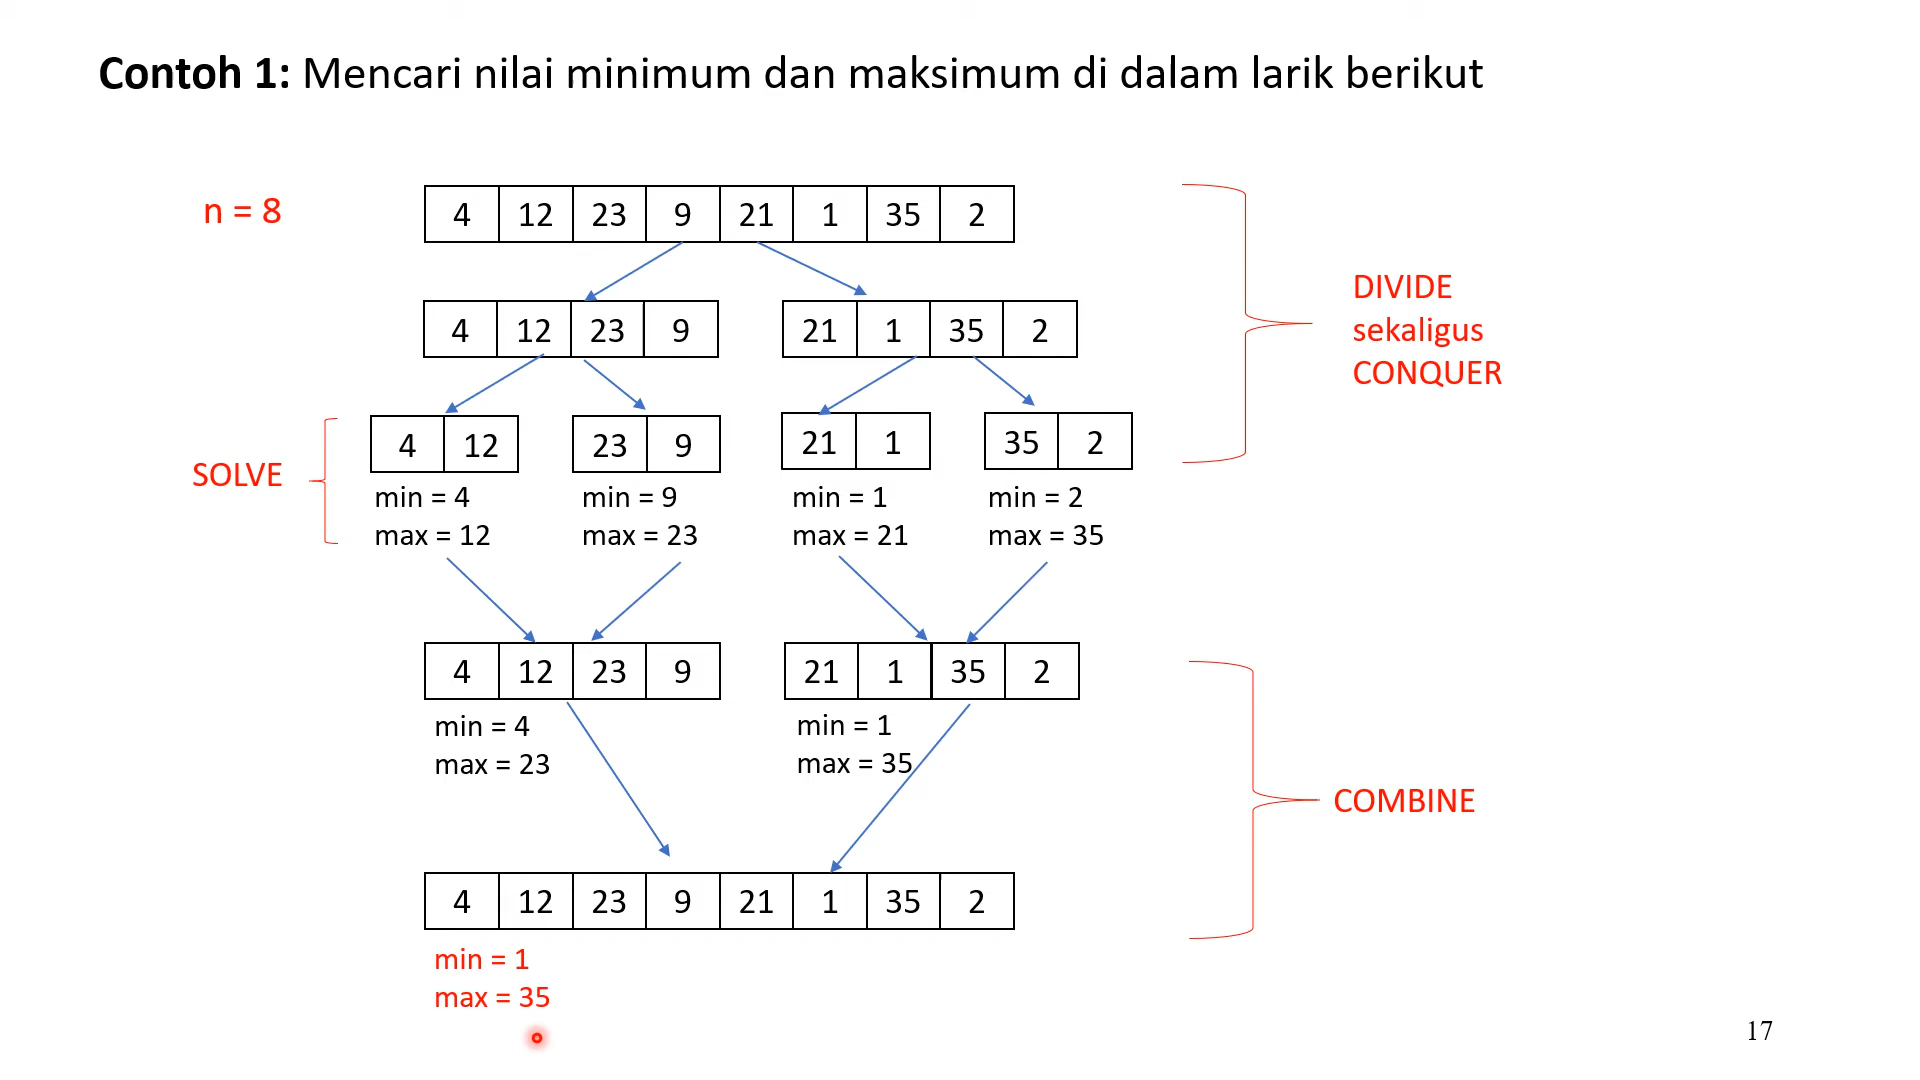 Contoh 1: Mencari nilai minimum dan maksimum di dalam larik berikut
n = 8
4 12 23 9 21 1 35 2
DIVIDE
sekaligus
CONQUER
4 12 23 9
21 1 35 2
SOLVE
4 12
23 9
21 1
35 2
min = 4
max = 12
min = 9
max = 23
min = 1
max = 21
min = 2
max = 35
4 12 23 9
21 1 35 2
min = 4
max = 23
min = 1
max = 35
COMBINE
4 12 23 9 21 1 35 2
min = 1
max = 35
17